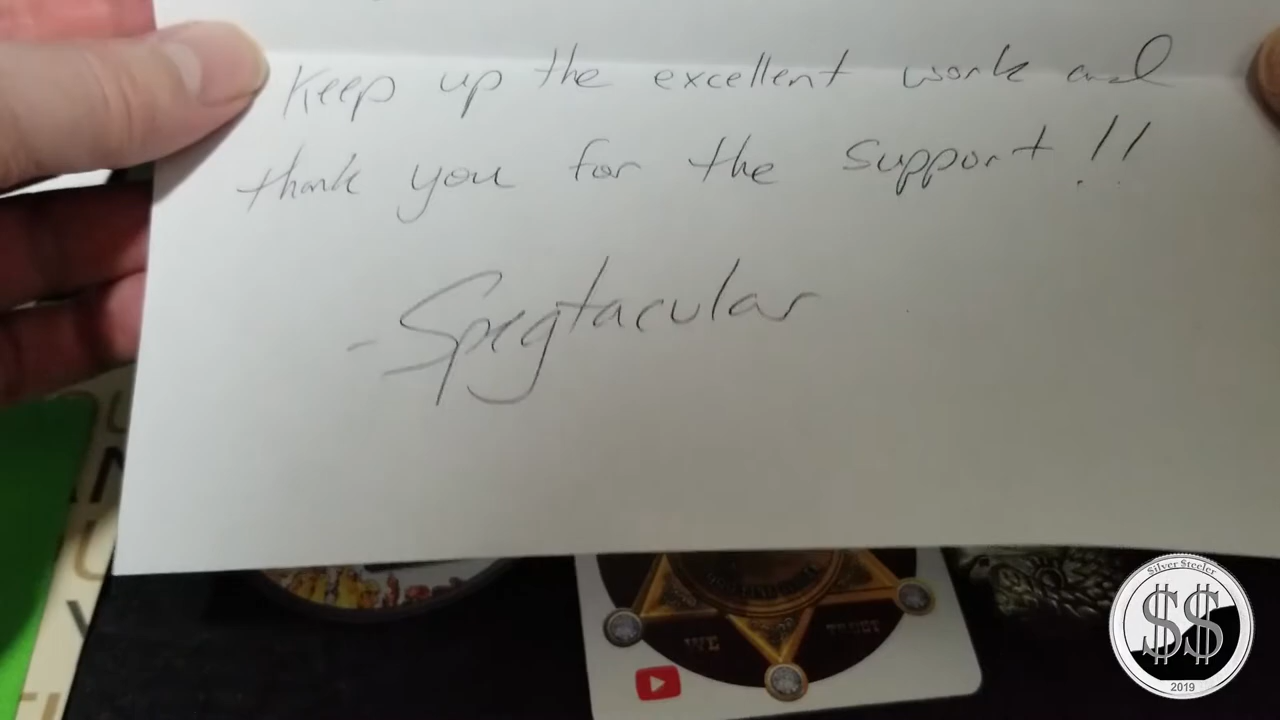 Keep up the excellent work and
thank you for the support!!
-Spegtacular
WE TRUST
Silver Steeler
$$
2019